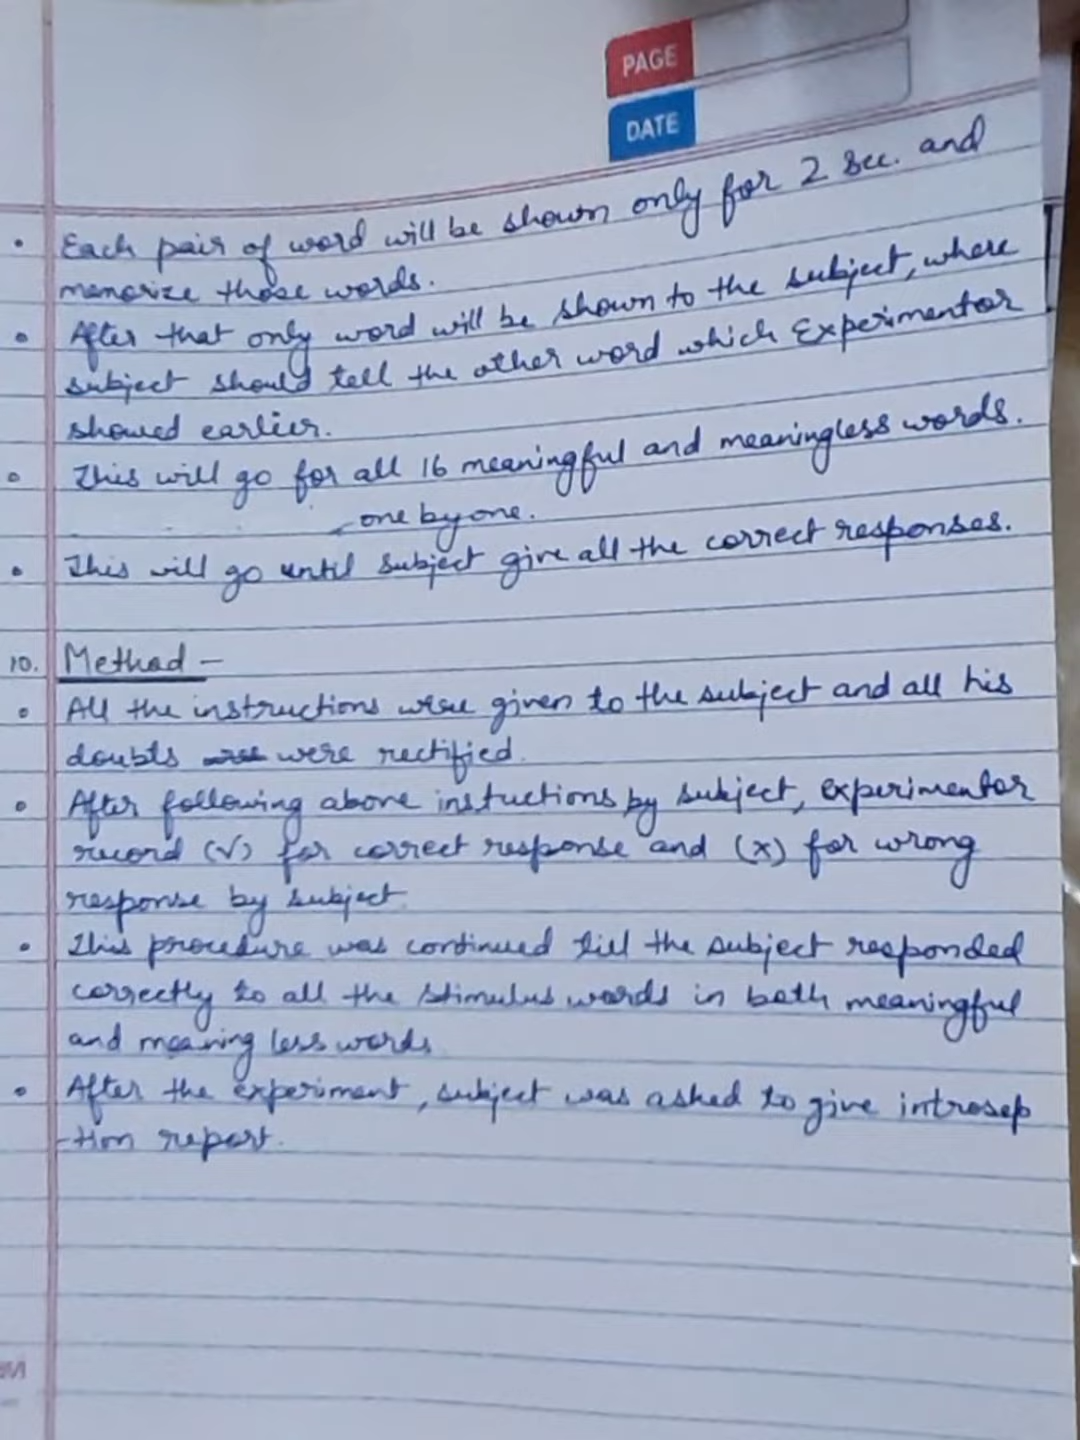 PAGE
DATE
• Each pair of word will be shown only for 2 sec. and
memorize those words.
• After that only word will be shown to the subject, where
subject should tell the other word which Experimentor
showed earlier.
• This will go for all 16 meaningful and meaningless words.
one by one.
• This will go until subject give all the correct responses.
10. Method -
• All the instructions were given to the subject and all his
doubts were rectified.
• After following above instuctions by subject, experimentor
record (√) for correct response and (x) for wrong
response by subject.
• This procedure was continued till the subject responded
correctly to all the stimulus words in both meaningful
and meaning less words
• After the experiment, subject was asked to give introsep
-tion report.